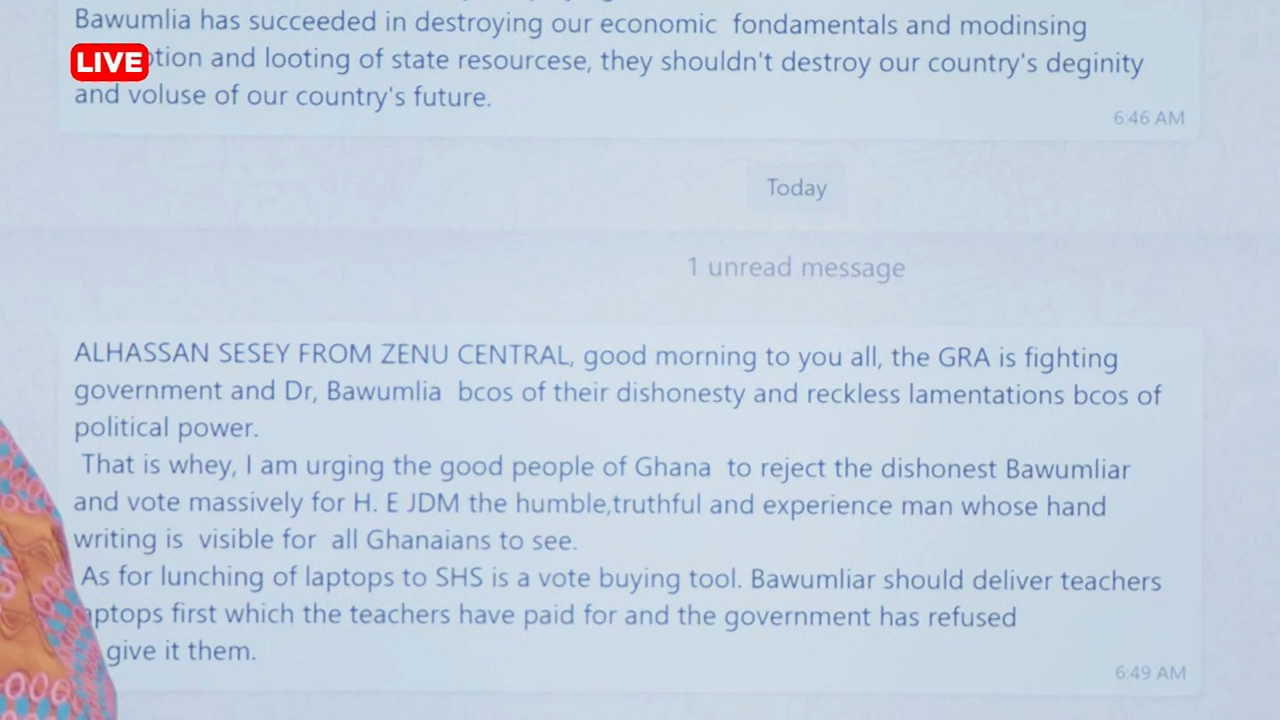 Bawumlia has succeeded in destroying our economic fondamentals and modinsing
LIVE
and looting of state resourcese, they shouldn't destroy our country's deginity
and voluse of our country's future.
6:46 AM
Today
1 unread message
ALHASSAN SESEY FROM ZENU CENTRAL, good morning to you all, the GRA is fighting
government and Dr, Bawumlia bcos of their dishonesty and reckless lamentations bcos of
political power.
That is whey, I am urging the good people of Ghana to reject the dishonest Bawumliar
and vote massively for H. E JDM the humble,truthful and experience man whose hand
writing is visible for all Ghanaians to see.
As for lunching of laptops to SHS is a vote buying tool. Bawumliar should deliver teachers
first which the teachers have paid for and the government has refused
give it them.
6:49 AM